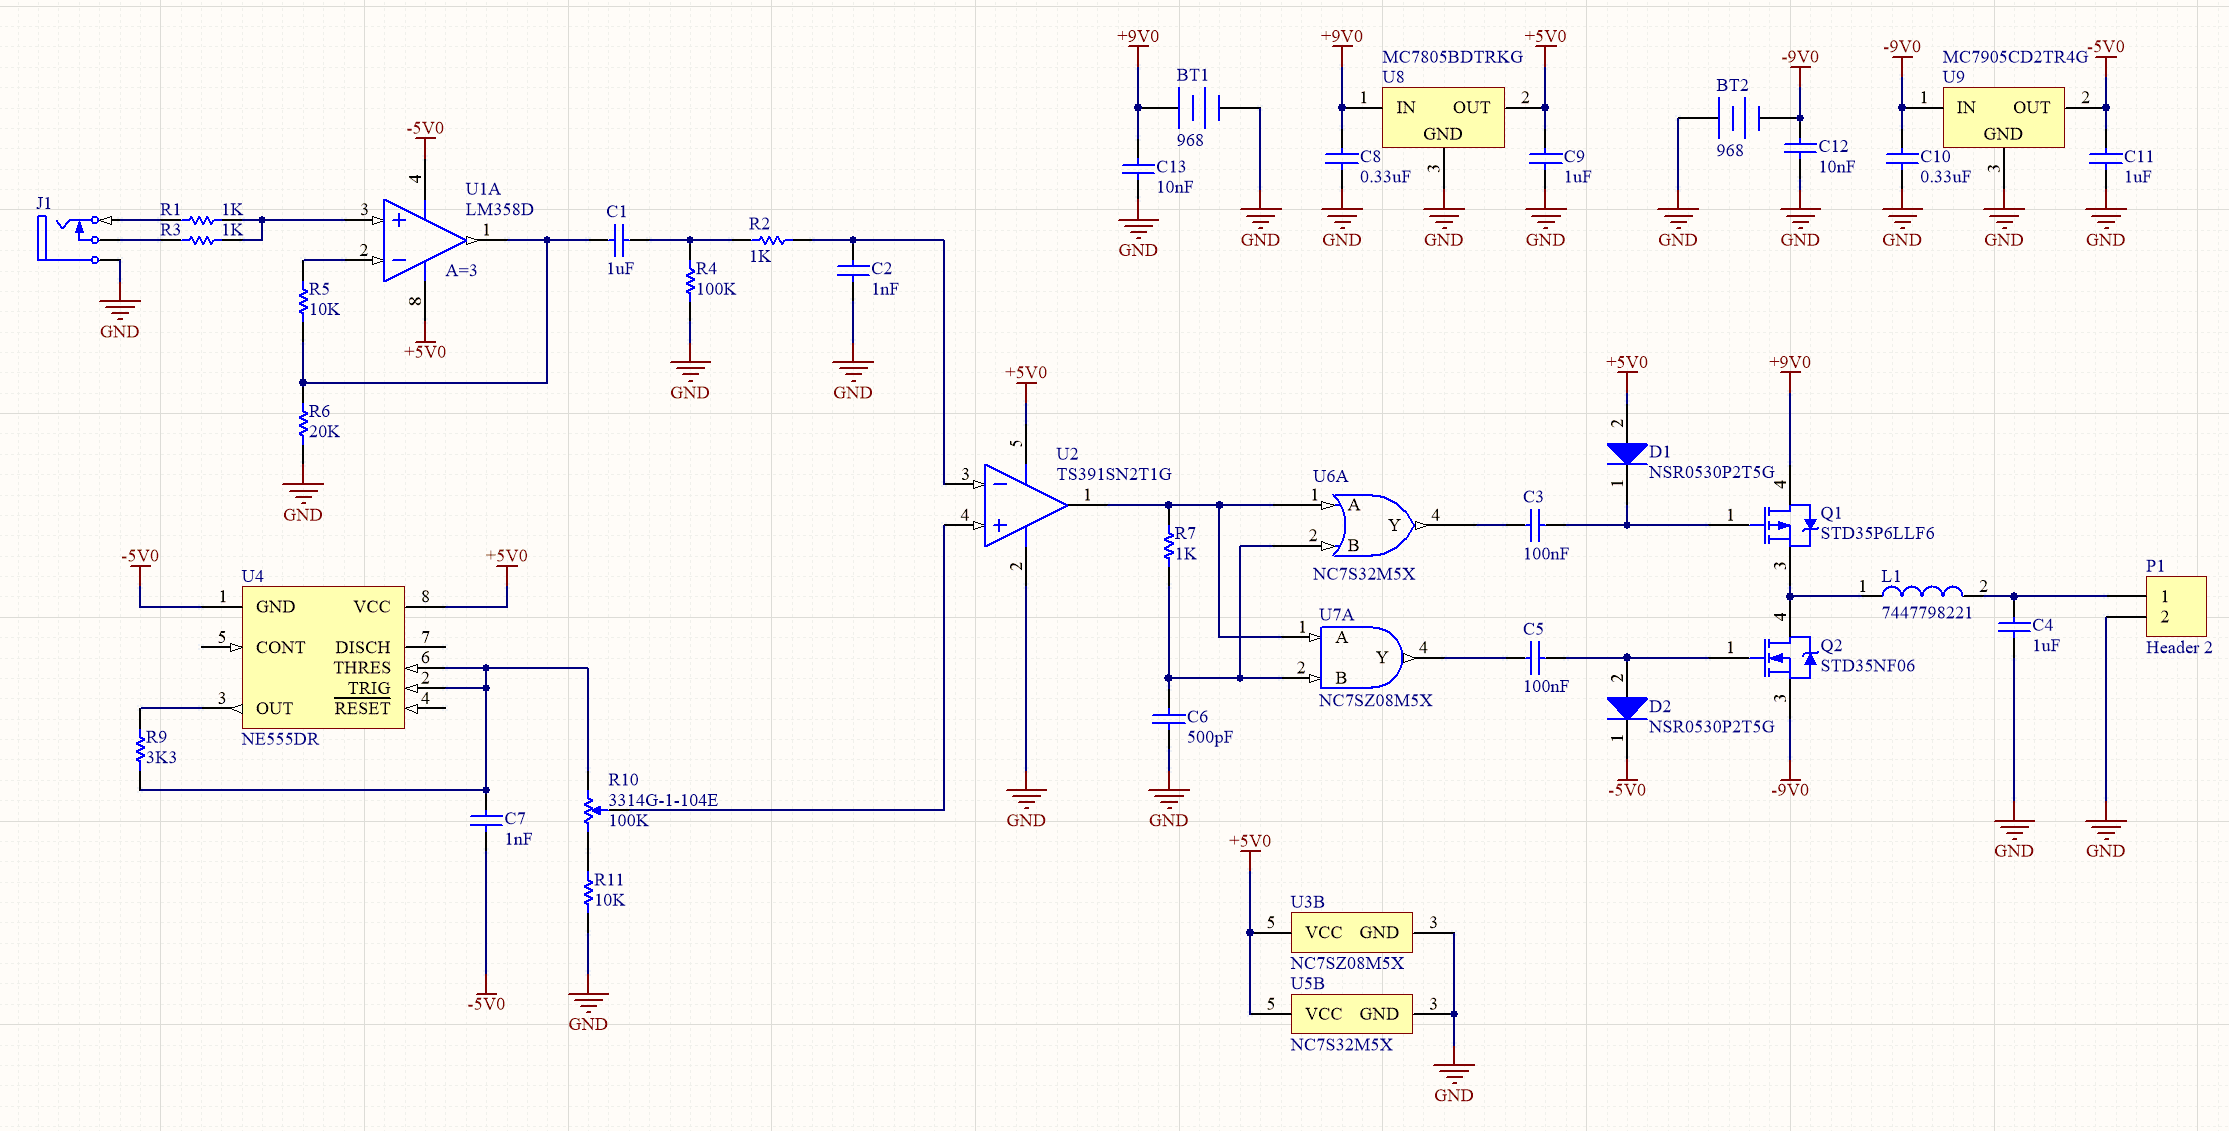 J1
R1 1K
R3 1K
GND
-5V0
4
3
2
1
8
U1A
LM358D
A=3
+5V0
R5
10K
R6
20K
GND
C1
1uF
R4
100K
GND
R2
1K
C2
1nF
GND
+9V0
BT1
968
C13
10nF
GND
GND
+9V0
MC7805BDTRKG
U8
1
IN OUT
GND
2
3
C8
0.33uF
GND
GND
+5V0
C9
1uF
GND
BT2
968
GND
-9V0
C12
10nF
GND
-9V0
MC7905CD2TR4G
U9
1
IN OUT
GND
2
3
C10
0.33uF
GND
GND
-5V0
C11
1uF
GND
+5V0
5
3
4
2
1
U2
TS391SN2T1G
GND
R7
1K
C6
500pF
GND
U6A
1 A
2 B
Y 4
NC7S32M5X
U7A
1 A
2 B
Y 4
NC7SZ08M5X
C3
100nF
C5
100nF
+5V0
2
D1
NSR0530P2T5G
1
2
D2
NSR0530P2T5G
1
-5V0
+9V0
4
1
Q1
STD35P6LLF6
3
4
1
Q2
STD35NF06
3
-9V0
1 L1 2
7447798221
C4
1uF
GND
P1
1
2
Header 2
GND
-5V0
+5V0
U4
1 GND VCC 8
5 CONT DISCH 7
THRES 6
TRIG 2
3 OUT RESET 4
NE555DR
R9
3K3
C7
1nF
-5V0
R10
3314G-1-104E
100K
R11
10K
GND
+5V0
U3B
5 VCC GND 3
NC7SZ08M5X
U5B
5 VCC GND 3
NC7S32M5X
GND